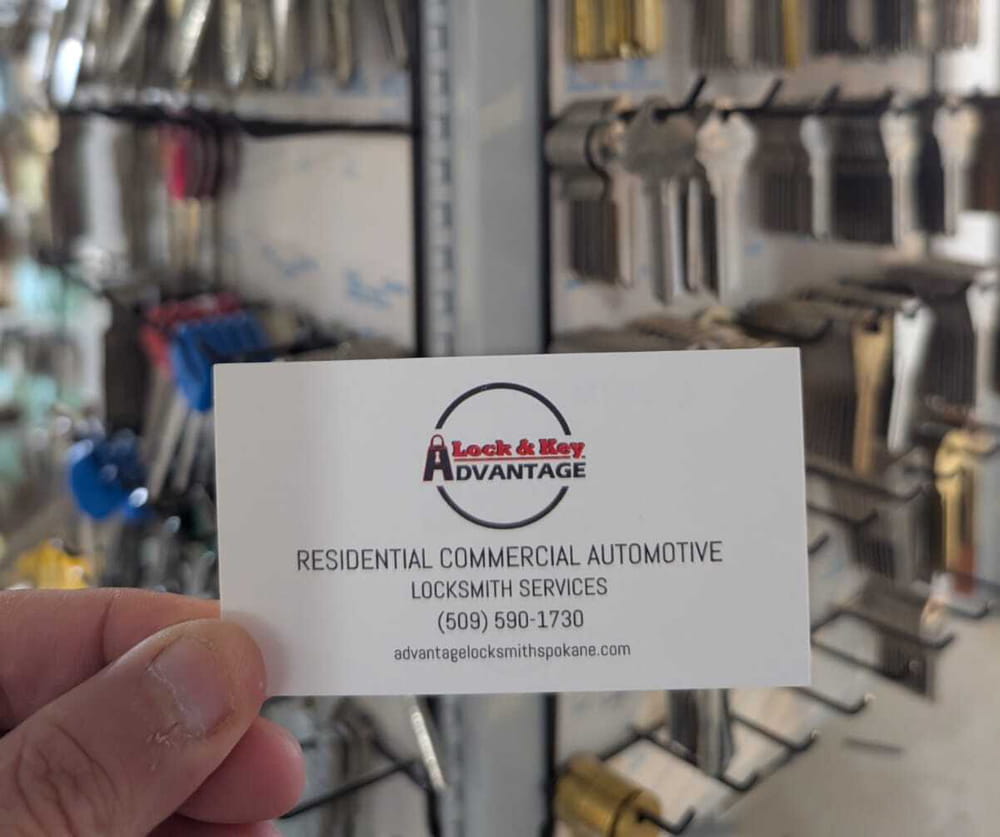 Lock & Key
ADVANTAGE
RESIDENTIAL COMMERCIAL AUTOMOTIVE
LOCKSMITH SERVICES
(509) 590-1730
advantagelocksmithspokane.com